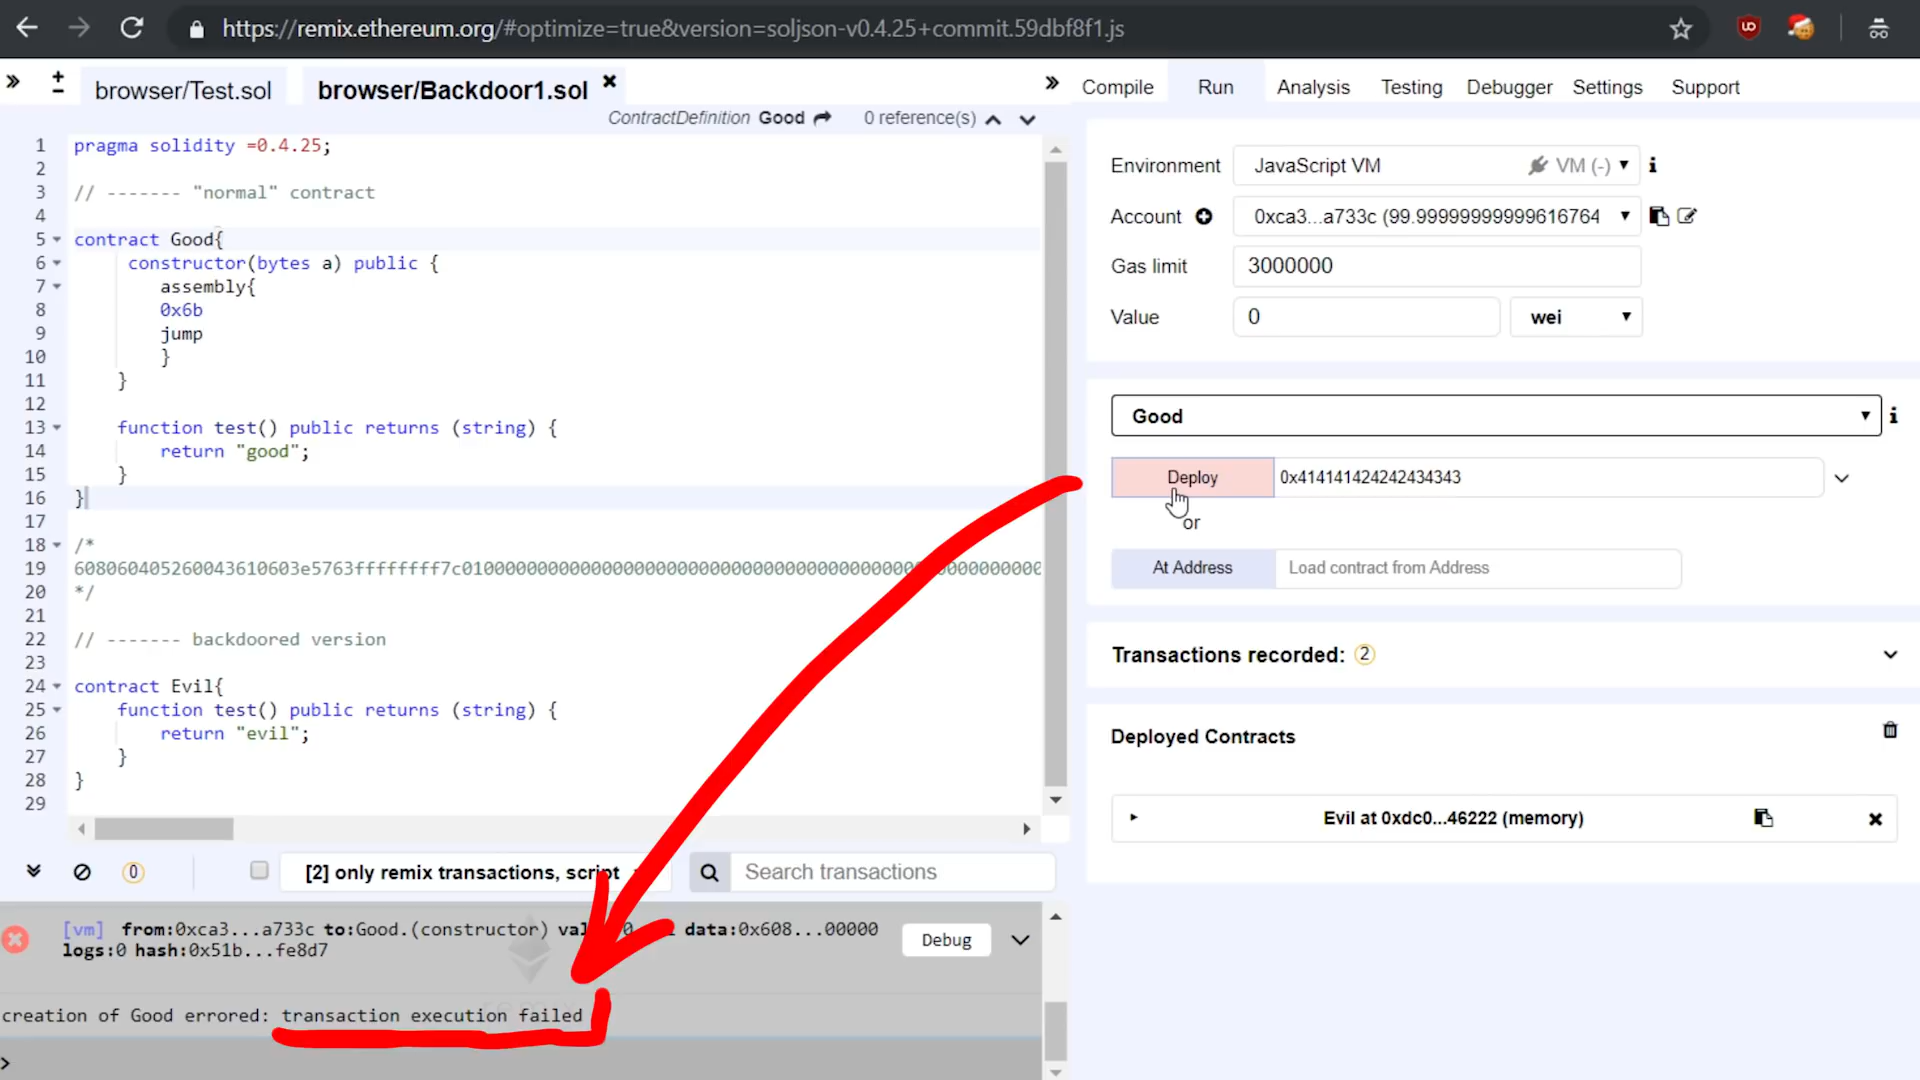 https://remix.ethereum.org/#optimize=true&version=soljson-v0.4.25+commit.59dbf8f1.js
browser/Test.sol
browser/Backdoor1.sol
Compile Run Analysis Testing Debugger Settings Support
ContractDefinition Good 0 reference(s)
1 pragma solidity =0.4.25;
2
3 // ------- "normal" contract
4
5 contract Good{
6 constructor(bytes a) public {
7 assembly{
8 0x6b
9 jump
10 }
11 }
12
13 function test() public returns (string) {
14 return "good";
15 }
16 }
17
18 /*
19
20 */
21
22 // ------- backdoored version
23
24 contract Evil{
25 function test() public returns (string) {
26 return "evil";
27 }
28 }
29
0
[2] only remix transactions, script
Search transactions
[vm] from:0xca3...a733c to:Good.(constructor) data:0x608...00000
logs:0 hash:0x51b...fe8d7
Debug
creation of Good errored: transaction execution failed
>
Environment JavaScript VM VM (-)
Account 0xca3...a733c (99.99999999999616764
Gas limit 3000000
Value 0 wei
Good
Deploy 0x414141424242434343
or
At Address Load contract from Address
Transactions recorded: 2
Deployed Contracts
Evil at 0xdc0...46222 (memory)